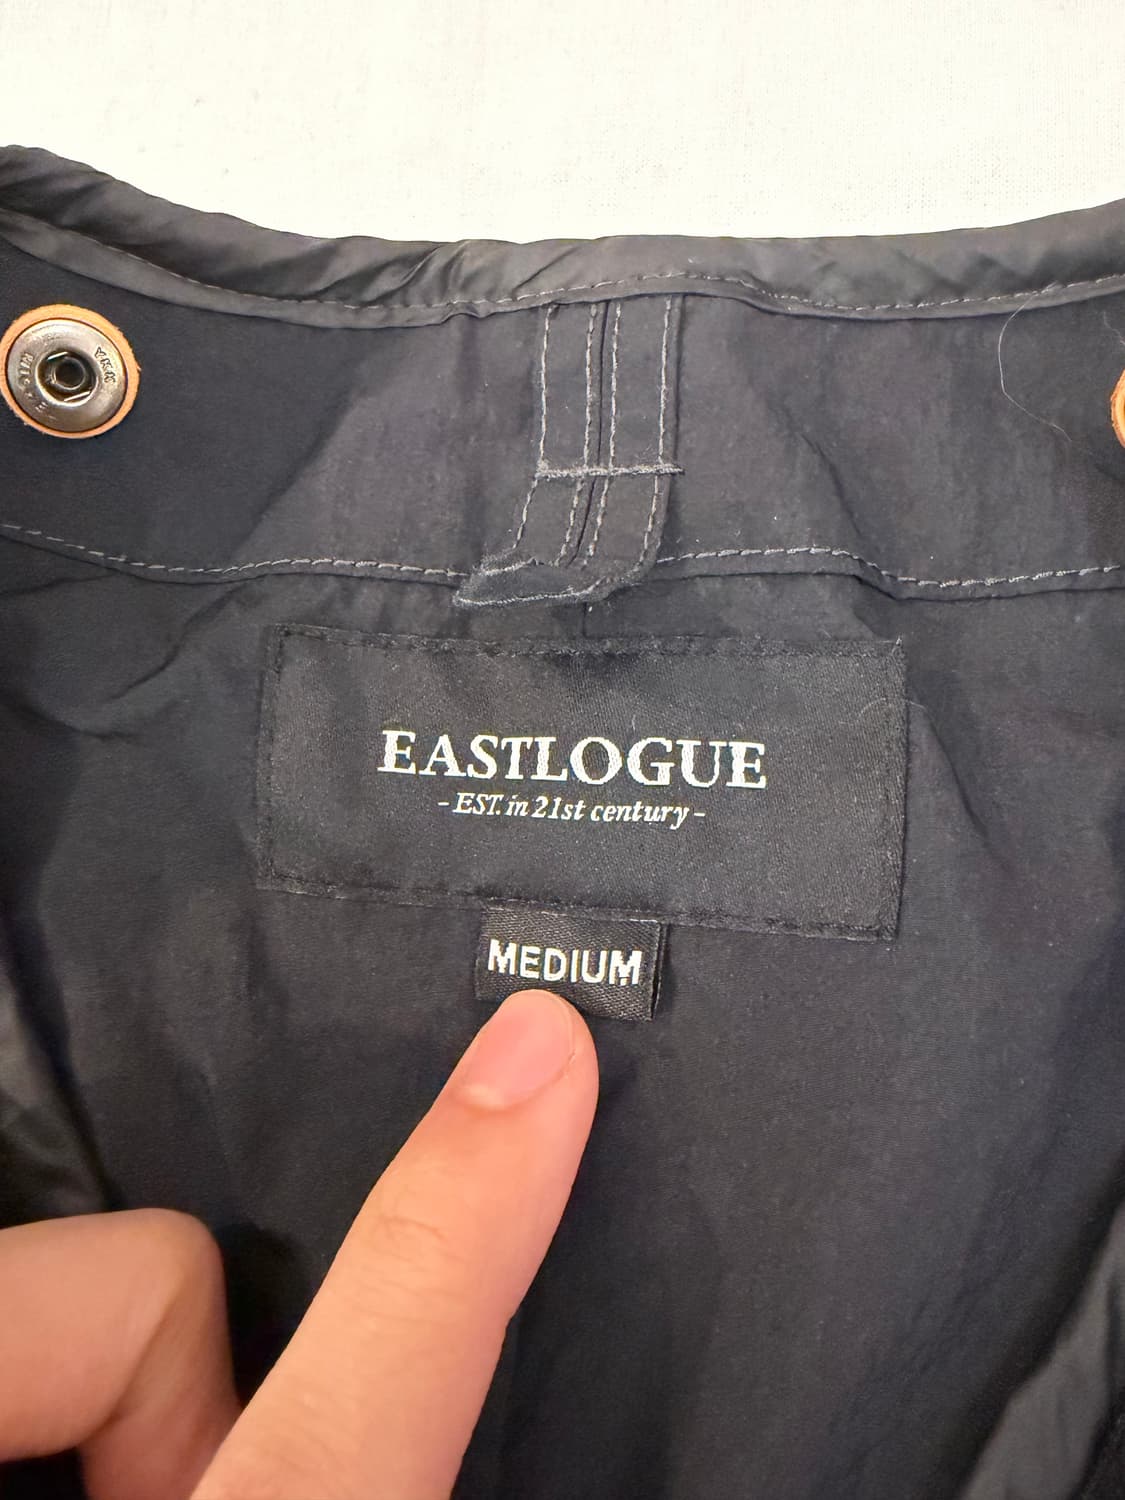 EASTLOGUE
- EST. in 21st century -
MEDIUM